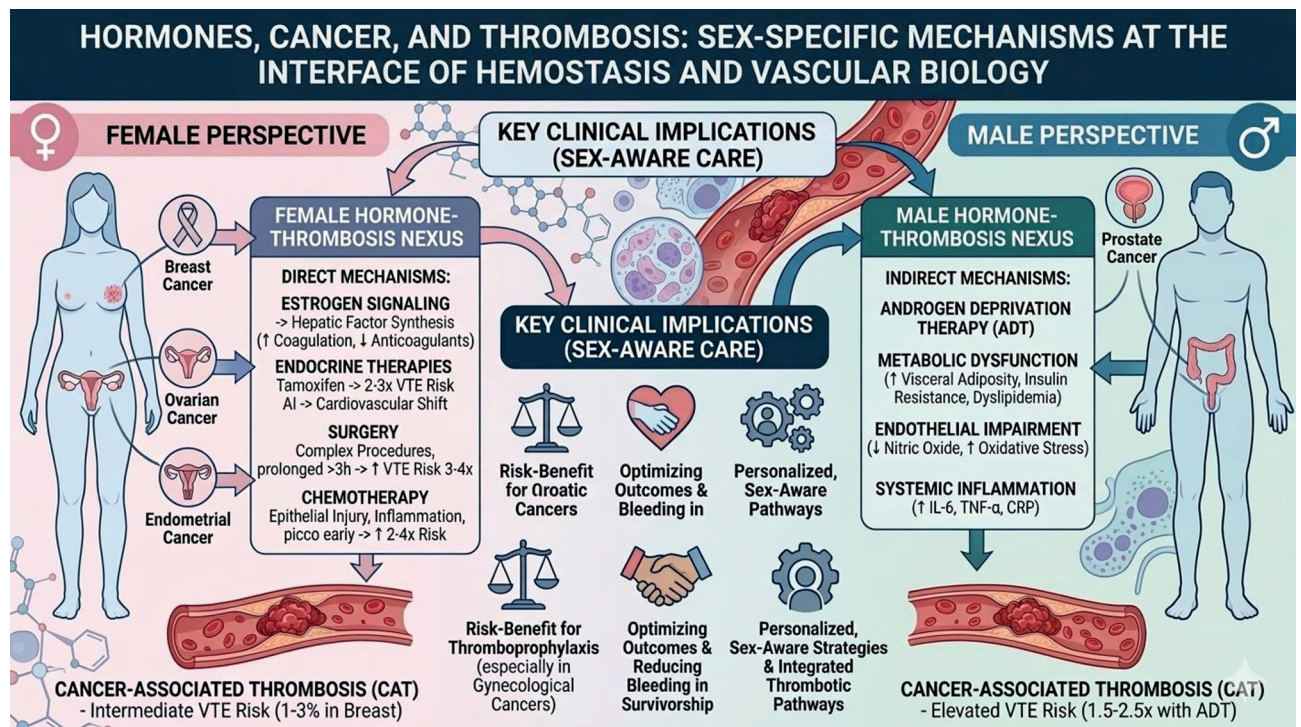 HORMONES, CANCER, AND THROMBOSIS: SEX-SPECIFIC MECHANISMS AT THE
INTERFACE OF HEMOSTASIS AND VASCULAR BIOLOGY
FEMALE PERSPECTIVE
KEY CLINICAL IMPLICATIONS
(SEX-AWARE CARE)
MALE PERSPECTIVE
Breast
Cancer
Ovarian
Cancer
Endometrial
Cancer
FEMALE HORMONE-
THROMBOSIS NEXUS
DIRECT MECHANISMS:
ESTROGEN SIGNALING
-> Hepatic Factor Synthesis
(↑ Coagulation, ↓ Anticoagulants)
ENDOCRINE THERAPIES
Tamoxifen -> 2-3x VTE Risk
AI -> Cardiovascular Shift
SURGERY
Complex Procedures,
prolonged >3h -> ↑ VTE Risk 3-4x
CHEMOTHERAPY
Epithelial Injury, Inflammation,
picco early -> ↑ 2-4x Risk
CANCER-ASSOCIATED THROMBOSIS (CAT)
- Intermediate VTE Risk (1-3% in Breast)
KEY CLINICAL IMPLICATIONS
(SEX-AWARE CARE)
Risk-Benefit
for Ωroatic
Cancers
Optimizing
Outcomes &
Bleeding in
Personalized,
Sex-Aware
Pathways
Risk-Benefit for
Thromboprophylaxis
(especially in
Gynecological
Cancers)
Optimizing
Outcomes &
Reducing
Bleeding in
Survivorship
Personalized,
Sex-Aware Strategies
& Integrated
Thrombotic
Pathways
MALE HORMONE-
THROMBOSIS NEXUS
INDIRECT MECHANISMS:
ANDROGEN DEPRIVATION
THERAPY (ADT)
METABOLIC DYSFUNCTION
(↑ Visceral Adiposity, Insulin
Resistance, Dyslipidemia)
ENDOTHELIAL IMPAIRMENT
(↓ Nitric Oxide, ↑ Oxidative Stress)
SYSTEMIC INFLAMMATION
(↑ IL-6, TNF-α, CRP)
Prostate
Cancer
CANCER-ASSOCIATED THROMBOSIS (CAT)
- Elevated VTE Risk (1.5-2.5x with ADT)